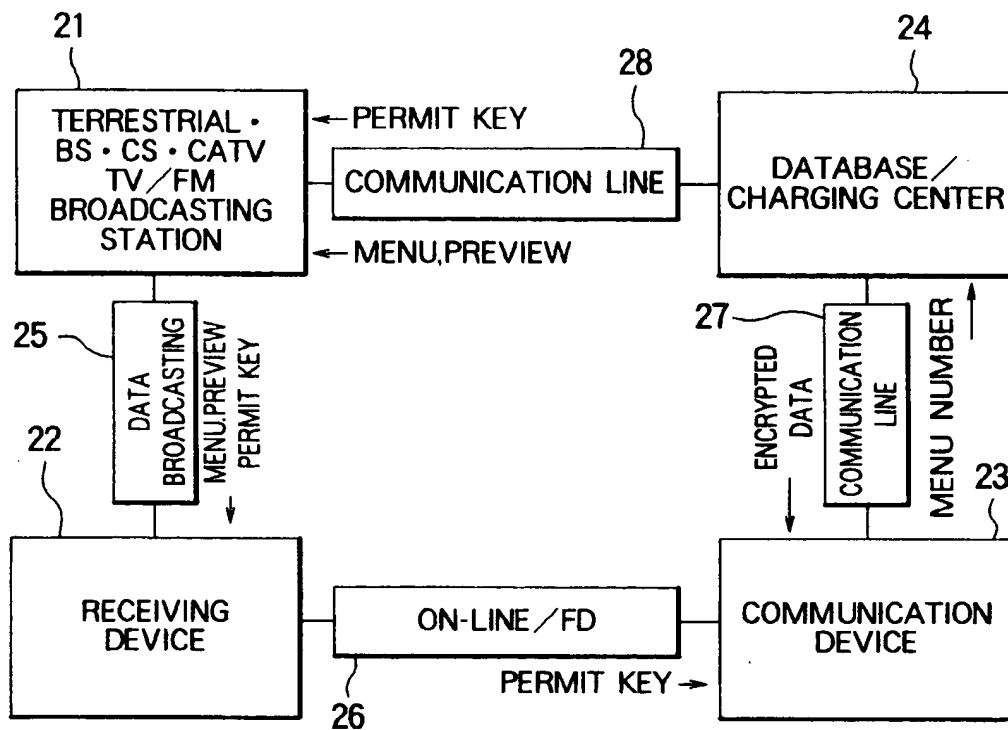 21
24
28
TERRESTRIAL・
BS・CS・CATV
TV/FM
BROADCASTING
STATION
← PERMIT KEY
COMMUNICATION LINE
← MENU,PREVIEW
DATABASE/
CHARGING CENTER
25
DATA
BROADCASTING
MENU.PREVIEW
PERMIT KEY
27
ENCRYPTED
DATA
COMMUNICATION
LINE
MENU NUMBER
22
23
RECEIVING
DEVICE
ON-LINE/FD
COMMUNICATION
DEVICE
26
PERMIT KEY →